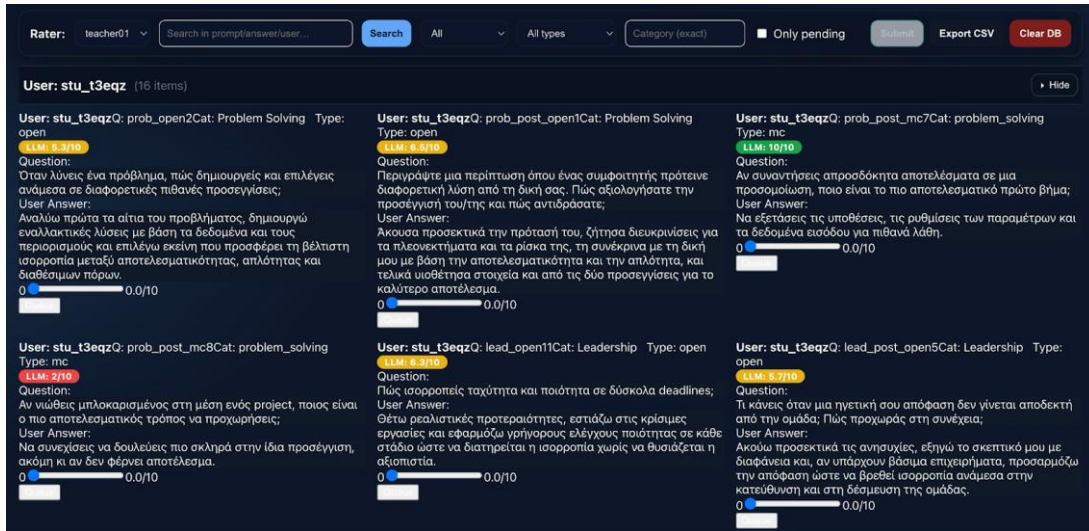 Rater: teacher01 Search in prompt/answer/user... Search All All types Category (exact) Only pending Submit Export CSV Clear DB
User: stu_t3eqz (16 items) Hide
User: stu_t3eqzQ: prob_open2Cat: Problem Solving Type:
open
LLM: 5.3/10
Question:
Όταν λύνεις ένα πρόβλημα, πώς δημιουργείς και επιλέγεις
ανάμεσα σε διαφορετικές πιθανές προσεγγίσεις;
User Answer:
Αναλύω πρώτα τα αίτια του προβλήματος, δημιουργώ
εναλλακτικές λύσεις με βάση τα δεδομένα και τους
περιορισμούς και επιλέγω εκείνη που προσφέρει τη βέλτιστη
ισορροπία μεταξύ αποτελεσματικότητας, απλότητας και
διαθέσιμων πόρων.
0 0.0/10
User: stu_t3eqzQ: prob_post_open1Cat: Problem Solving
Type: open
LLM: 6.5/10
Question:
Περιγράψτε μια περίπτωση όπου ένας συμφοιτητής πρότεινε
διαφορετική λύση από τη δική σας. Πώς αξιολογήσατε την
προσέγγισή του/της και πώς αντιδράσατε;
User Answer:
Άκουσα προσεκτικά την πρότασή του, ζήτησα διευκρινίσεις για
τα πλεονεκτήματα και τα ρίσκα της, τη συνέκρινα με τη δική
μου με βάση την αποτελεσματικότητα και την απλότητα, και
τελικά υιοθέτησα στοιχεία και από τις δύο προσεγγίσεις για το
καλύτερο αποτέλεσμα.
0 0.0/10
User: stu_t3eqzQ: prob_post_mc7Cat: problem_solving
Type: mc
LLM: 10/10
Question:
Αν συναντήσεις απροσδόκητα αποτελέσματα σε μια
προσομοίωση, ποιο είναι το πιο αποτελεσματικό πρώτο βήμα;
User Answer:
Να εξετάσεις τις υποθέσεις, τις ρυθμίσεις των παραμέτρων και
τα δεδομένα εισόδου για πιθανά λάθη.
0 0.0/10
User: stu_t3eqzQ: prob_post_mc8Cat: problem_solving
Type: mc
LLM: 2/10
Question:
Αν νιώθεις μπλοκαρισμένος στη μέση ενός project, ποιος είναι
ο πιο αποτελεσματικός τρόπος να προχωρήσεις;
User Answer:
Να συνεχίσεις να δουλεύεις πιο σκληρά στην ίδια προσέγγιση,
ακόμη κι αν δεν φέρνει αποτέλεσμα.
0 0.0/10
User: stu_t3eqzQ: lead_open11Cat: Leadership Type: open
LLM: 6.3/10
Question:
Πώς ισορροπείς ταχύτητα και ποιότητα σε δύσκολα deadlines;
User Answer:
Θέτω ρεαλιστικές προτεραιότητες, εστιάζω στις κρίσιμες
εργασίες και εφαρμόζω γρήγορους ελέγχους ποιότητας σε κάθε
στάδιο ώστε να διατηρείται η ισορροπία χωρίς να θυσιάζεται η
αξιοπιστία.
0 0.0/10
User: stu_t3eqzQ: lead_post_open5Cat: Leadership Type:
open
LLM: 5.7/10
Question:
Τι κάνεις όταν μια ηγετική σου απόφαση δεν γίνεται αποδεκτή
από την ομάδα; Πώς προχωράς στη συνέχεια;
User Answer:
Ακούω προσεκτικά τις ανησυχίες, εξηγώ το σκεπτικό μου με
διαφάνεια και, αν υπάρχουν βάσιμα επιχειρήματα, προσαρμόζω
την απόφαση ώστε να βρεθεί ισορροπία ανάμεσα στην
κατεύθυνση και στη δέσμευση της ομάδας.
0 0.0/10